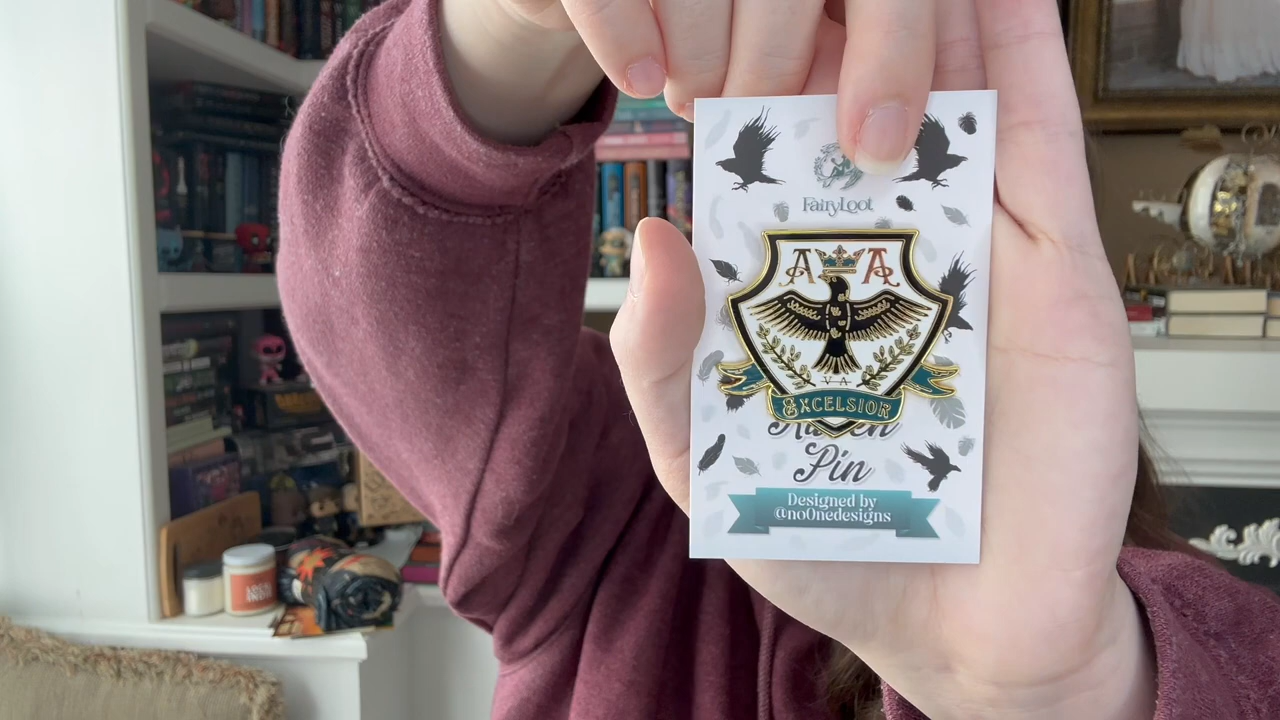 FairyLoot
A A
V A
EXCELSIOR
Pin
Designed by
@no0nedesigns